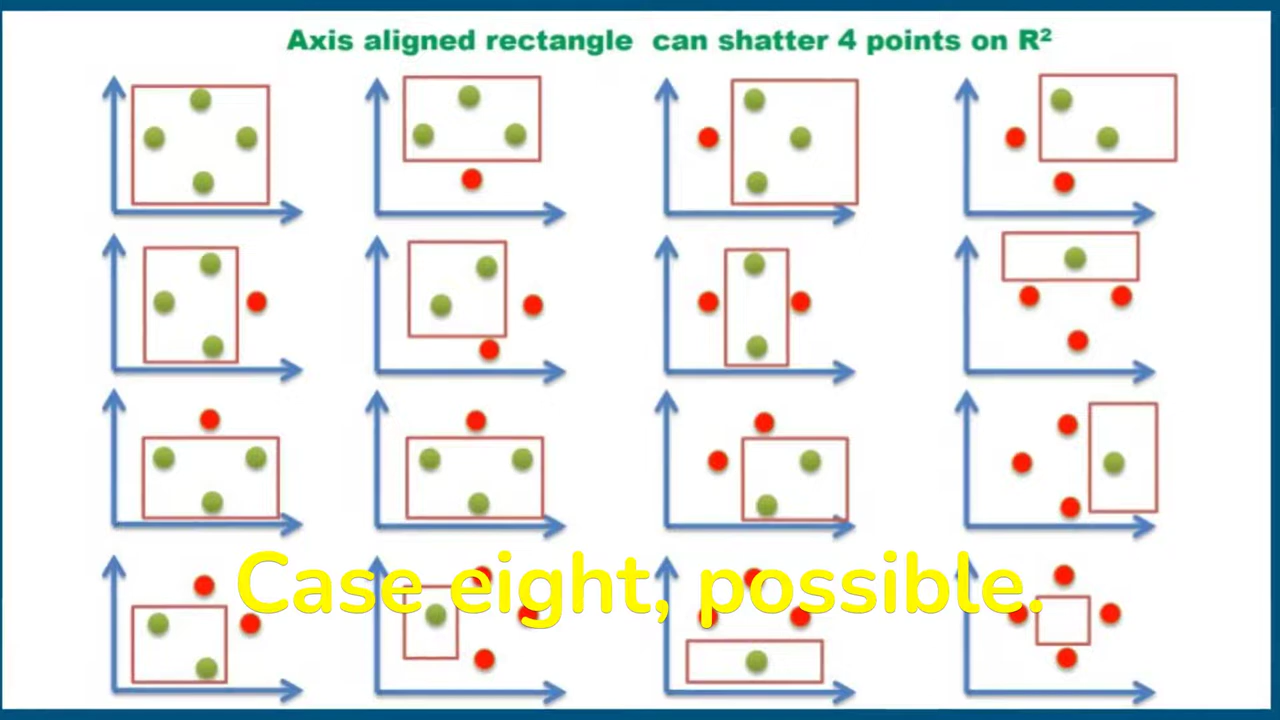 Axis aligned rectangle can shatter 4 points on R²
Case eight, possible.